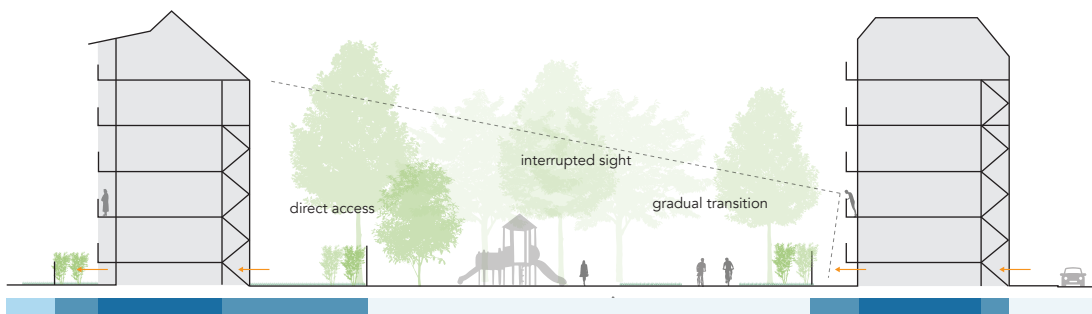 interrupted sight
direct access
gradual transition